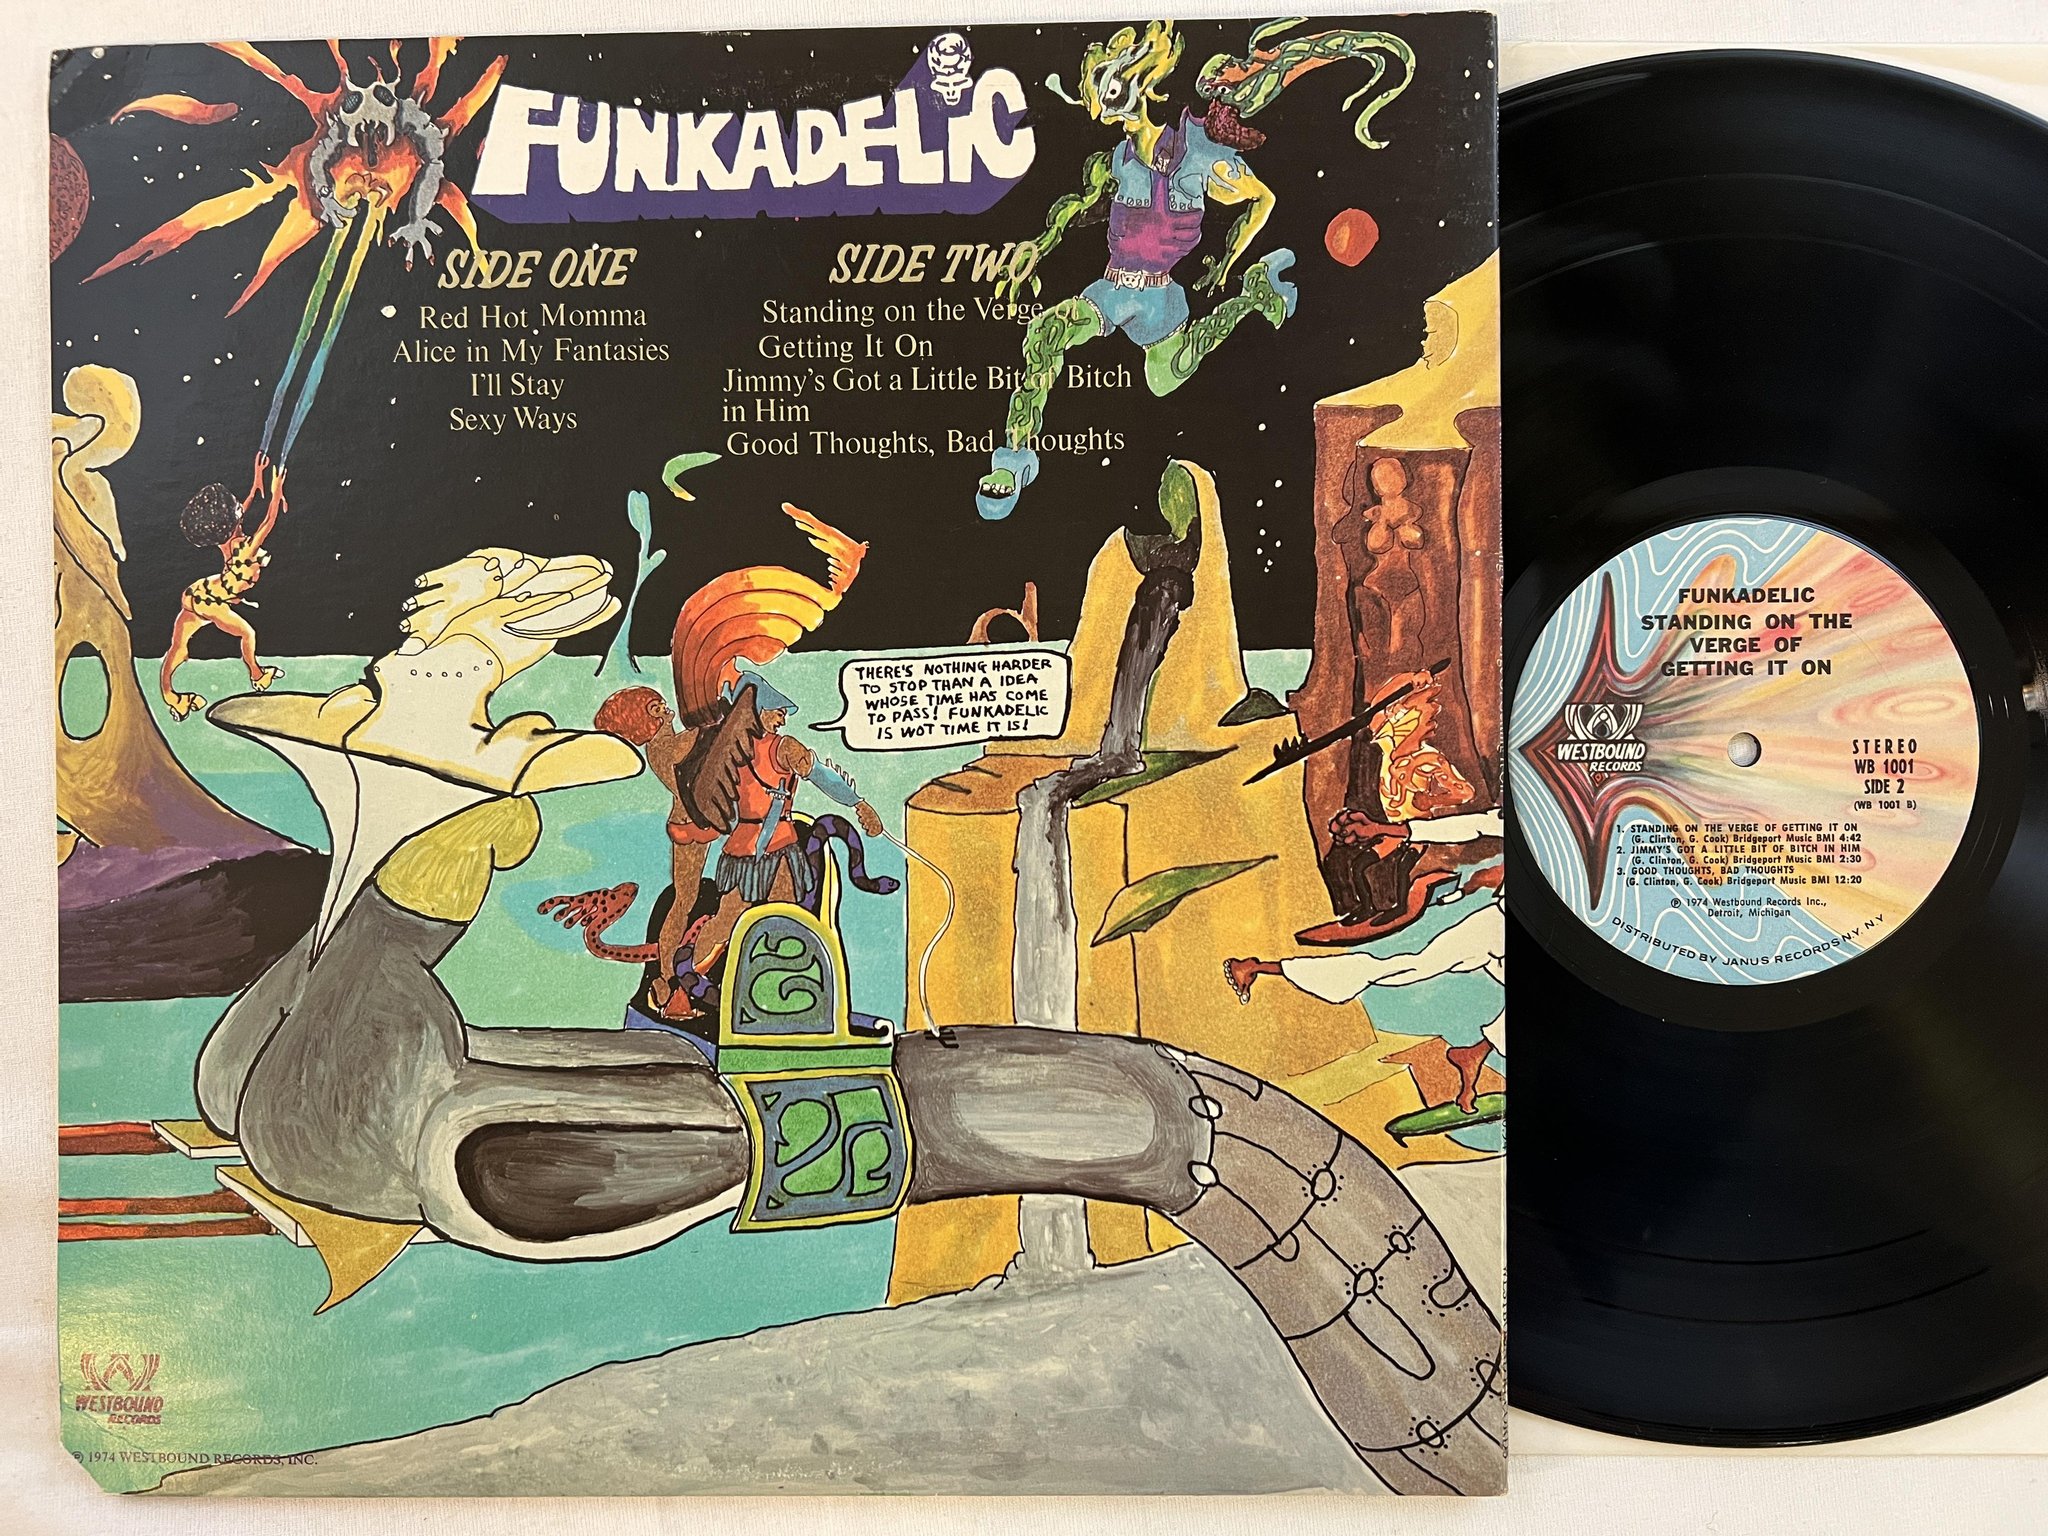 FUNKADELIC
SIDE ONE
Red Hot Momma
Alice in My Fantasies
I'll Stay
Sexy Ways
SIDE TWO
Standing on the Verge of
Getting It On
Jimmy's Got a Little Bit of Bitch
in Him
Good Thoughts, Bad Thoughts
THERE'S NOTHING HARDER
TO STOP THAN A IDEA
WHOSE TIME HAS COME
TO PASS! FUNKADELIC
IS WOT TIME IT IS!
WESTBOUND
RECORDS
℗ 1974 WESTBOUND RECORDS, INC.
FUNKADELIC
STANDING ON THE
VERGE OF
GETTING IT ON
WESTBOUND
RECORDS
STEREO
WB 1001
SIDE 2
(WB 1001 B)
1. STANDING ON THE VERGE OF GETTING IT ON
(G. Clinton, G. Cook) Bridgeport Music BMI 4:42
2. JIMMY'S GOT A LITTLE BIT OF BITCH IN HIM
(G. Clinton, G. Cook) Bridgeport Music BMI 2:30
3. GOOD THOUGHTS, BAD THOUGHTS
(G. Clinton, G. Cook) Bridgeport Music BMI 12:20
℗ 1974 Westbound Records Inc.,
Detroit, Michigan
DISTRIBUTED BY JANUS RECORDS N.Y. N.Y